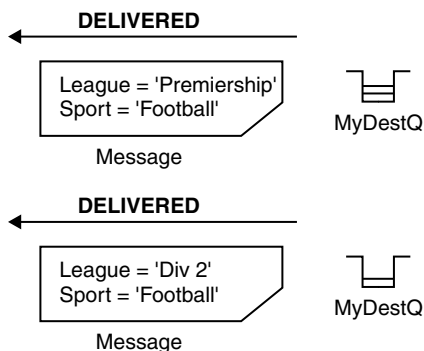 DELIVERED
League = 'Premiership'
Sport = 'Football'
MyDestQ
Message
DELIVERED
League = 'Div 2'
Sport = 'Football'
MyDestQ
Message